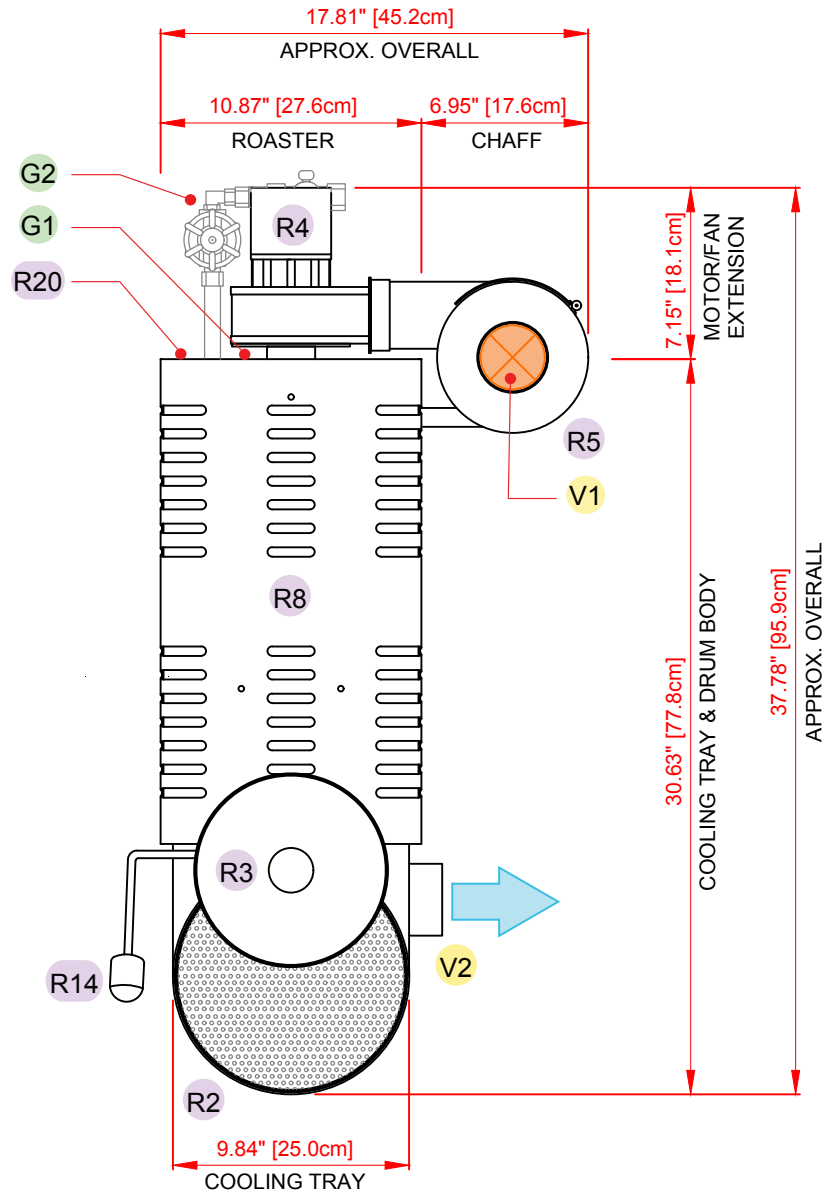 17.81" [45.2cm]
APPROX. OVERALL
10.87" [27.6cm]
6.95" [17.6cm]
ROASTER
CHAFF
G2
G1
R20
R4
7.15" [18.1cm]
MOTOR/FAN
EXTENSION
R5
V1
R8
30.63" [77.8cm]
COOLING TRAY & DRUM BODY
37.78" [95.9cm]
APPROX. OVERALL
R3
R14
V2
R2
9.84" [25.0cm]
COOLING TRAY